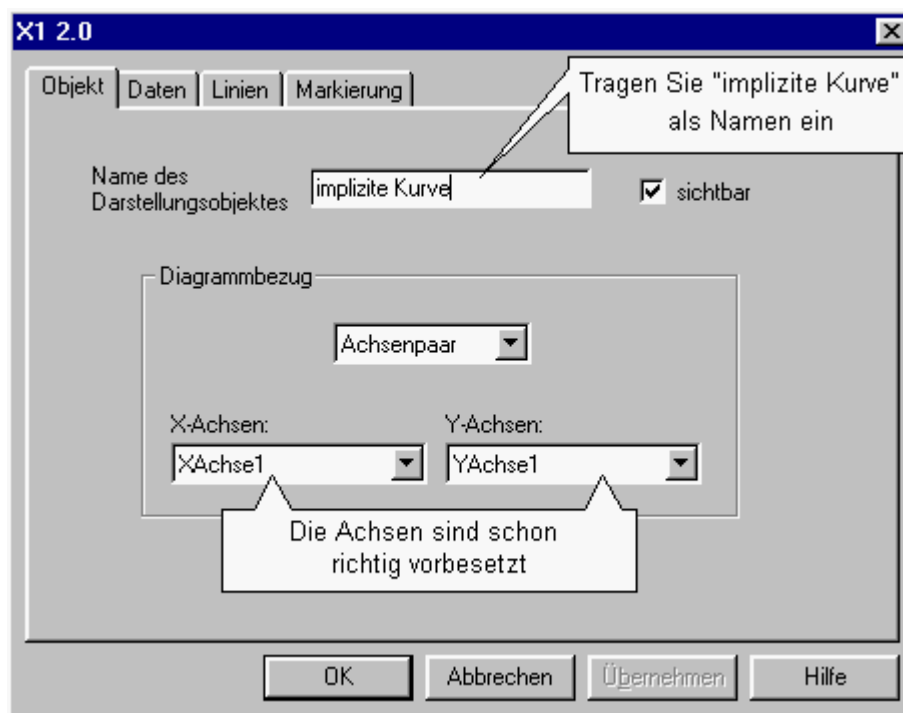 X1 2.0
Objekt Daten Linien Markierung
Tragen Sie "implizite Kurve"
als Namen ein
Name des
Darstellungsobjektes
implizite Kurve
sichtbar
Diagrammbezug
Achsenpaar
X-Achsen: Y-Achsen:
XAchse1 YAchse1
Die Achsen sind schon
richtig vorbesetzt
OK Abbrechen Übernehmen Hilfe